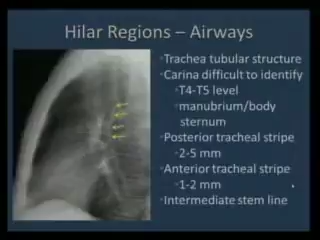 Hilar Regions – Airways
Trachea tubular structure
Carina difficult to identify
T4-T5 level
manubrium/body
sternum
Posterior tracheal stripe
2-5 mm
Anterior tracheal stripe
1-2 mm
Intermediate stem line